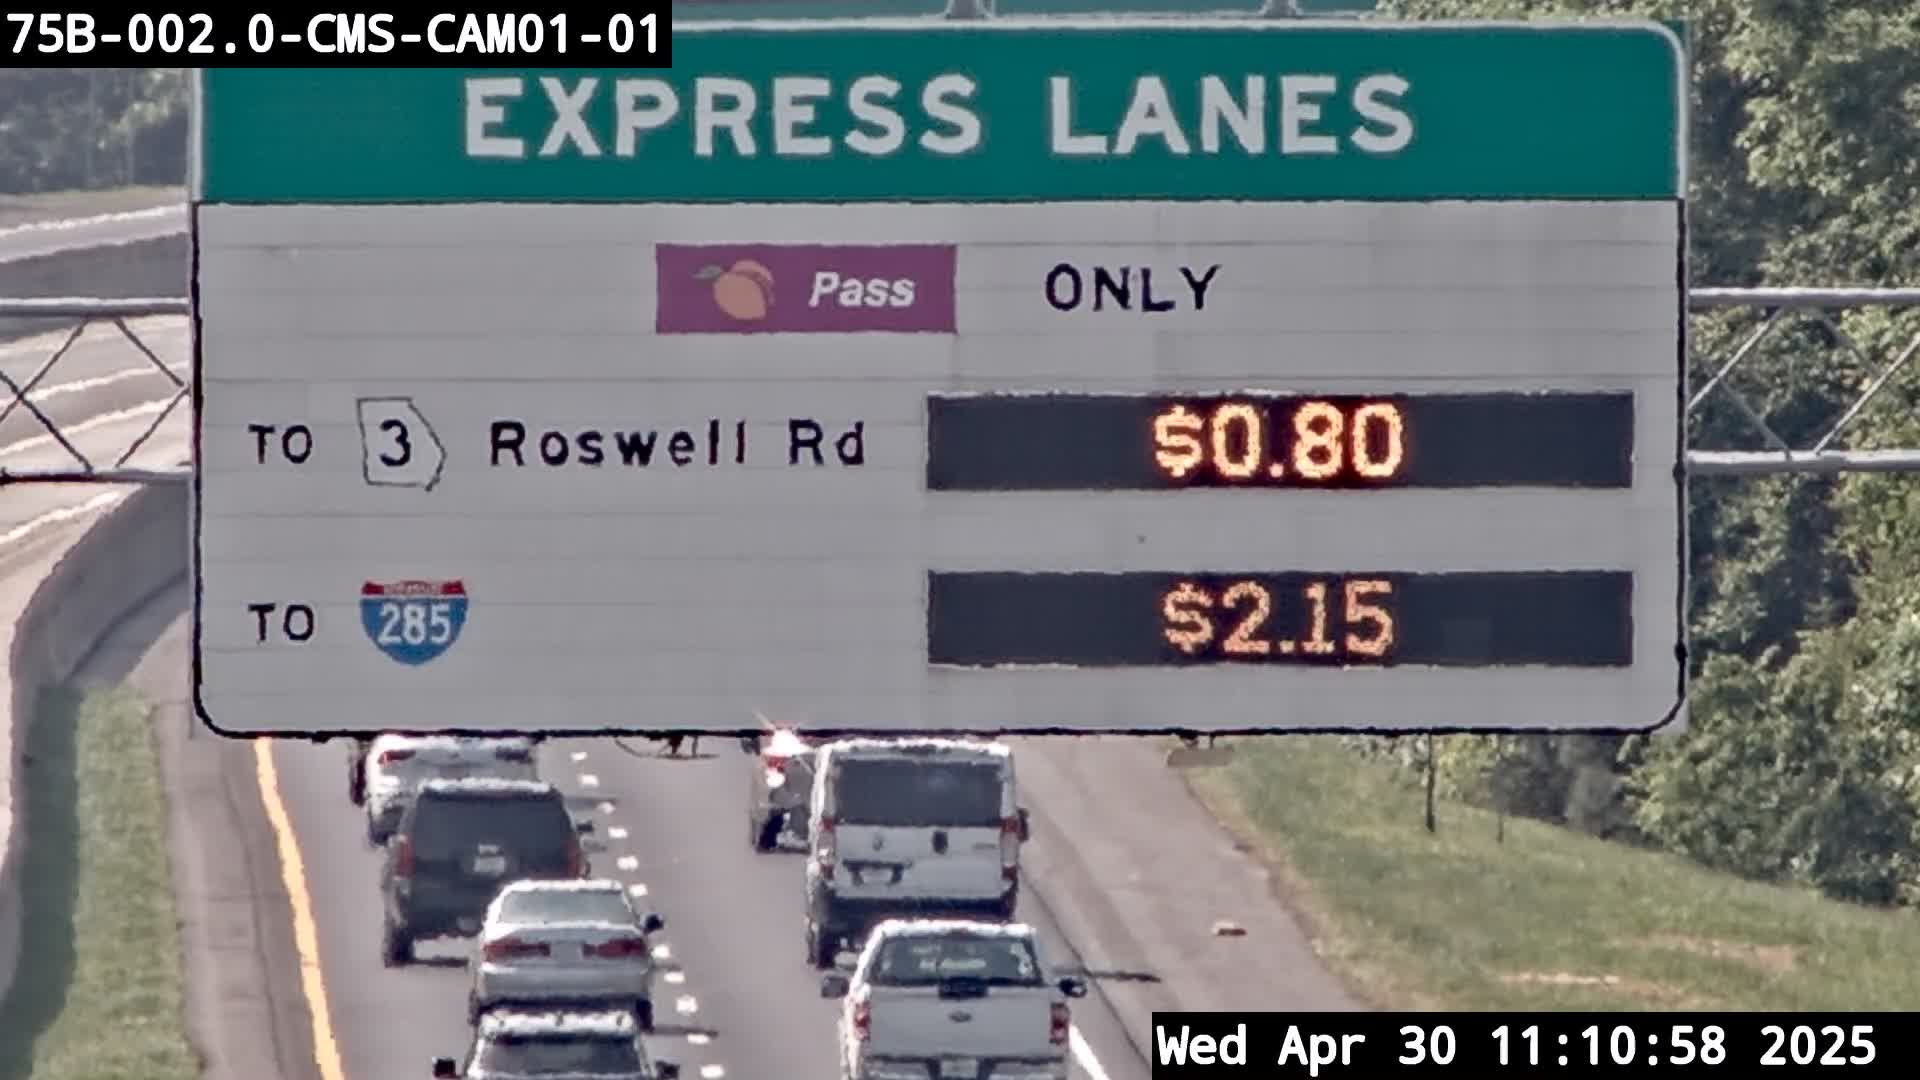 75B-002.0-CMS-CAM01-01
EXPRESS LANES
Pass ONLY
TO 3 Roswell Rd $0.80
TO 285 $2.15
Wed Apr 30 11:10:58 2025